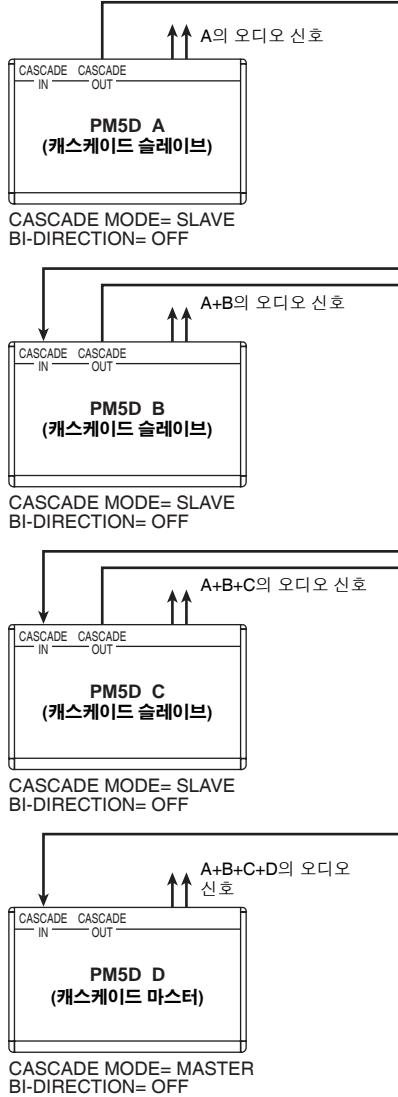 A의 오디오 신호
CASCADE CASCADE
IN OUT
PM5D A
(캐스케이드 슬레이브)
CASCADE MODE= SLAVE
BI-DIRECTION= OFF
A+B의 오디오 신호
CASCADE CASCADE
IN OUT
PM5D B
(캐스케이드 슬레이브)
CASCADE MODE= SLAVE
BI-DIRECTION= OFF
A+B+C의 오디오 신호
CASCADE CASCADE
IN OUT
PM5D C
(캐스케이드 슬레이브)
CASCADE MODE= SLAVE
BI-DIRECTION= OFF
A+B+C+D의 오디오
신호
CASCADE CASCADE
IN OUT
PM5D D
(캐스케이드 마스터)
CASCADE MODE= MASTER
BI-DIRECTION= OFF